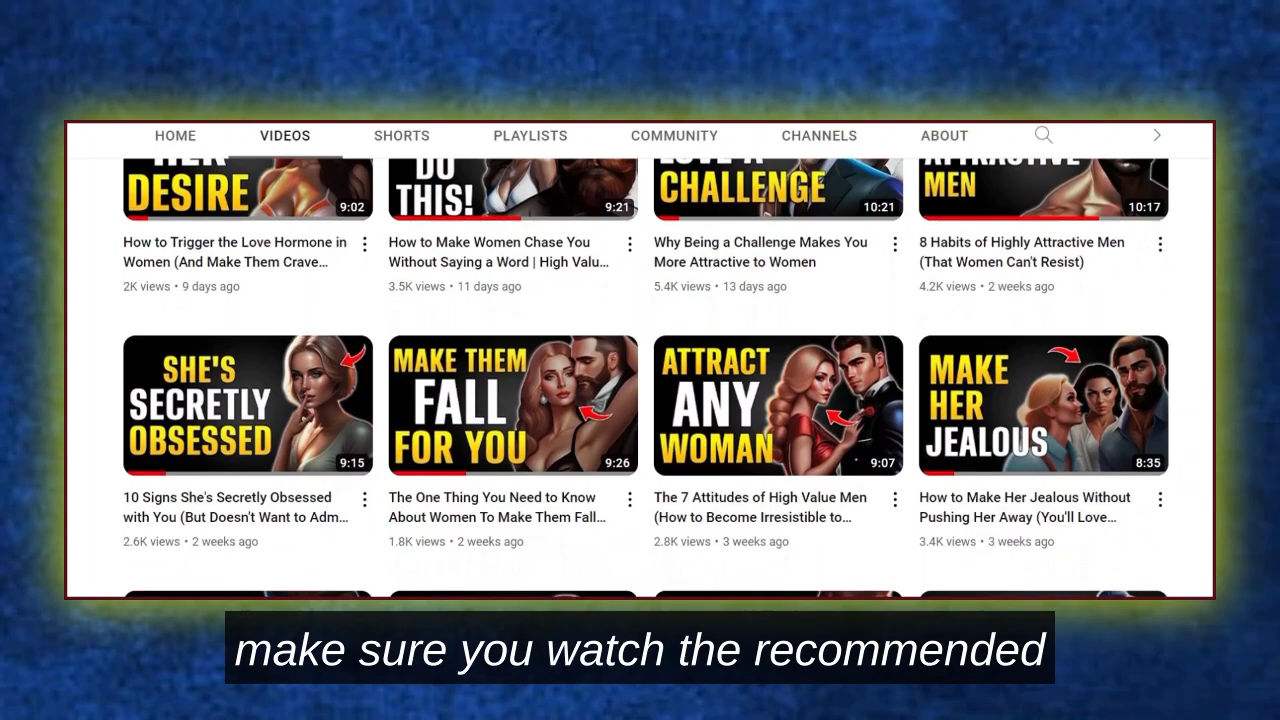 HOME VIDEOS SHORTS PLAYLISTS COMMUNITY CHANNELS ABOUT
HER
DESIRE
9:02
DO
THIS!
9:21
LOVE A
CHALLENGE
10:21
ATTRACTIVE
MEN
10:17
How to Trigger the Love Hormone in
Women (And Make Them Crave...
2K views • 9 days ago
How to Make Women Chase You
Without Saying a Word | High Valu...
3.5K views • 11 days ago
Why Being a Challenge Makes You
More Attractive to Women
5.4K views • 13 days ago
8 Habits of Highly Attractive Men
(That Women Can't Resist)
4.2K views • 2 weeks ago
SHE'S
SECRETLY
OBSESSED
9:15
MAKE THEM
FALL
FOR YOU
9:26
ATTRACT
ANY
WOMAN
9:07
MAKE
HER
JEALOUS
8:35
10 Signs She's Secretly Obsessed
with You (But Doesn't Want to Adm...
2.6K views • 2 weeks ago
The One Thing You Need to Know
About Women To Make Them Fall...
1.8K views • 2 weeks ago
The 7 Attitudes of High Value Men
(How to Become Irresistible to...
2.8K views • 3 weeks ago
How to Make Her Jealous Without
Pushing Her Away (You'll Love...
3.4K views • 3 weeks ago
make sure you watch the recommended